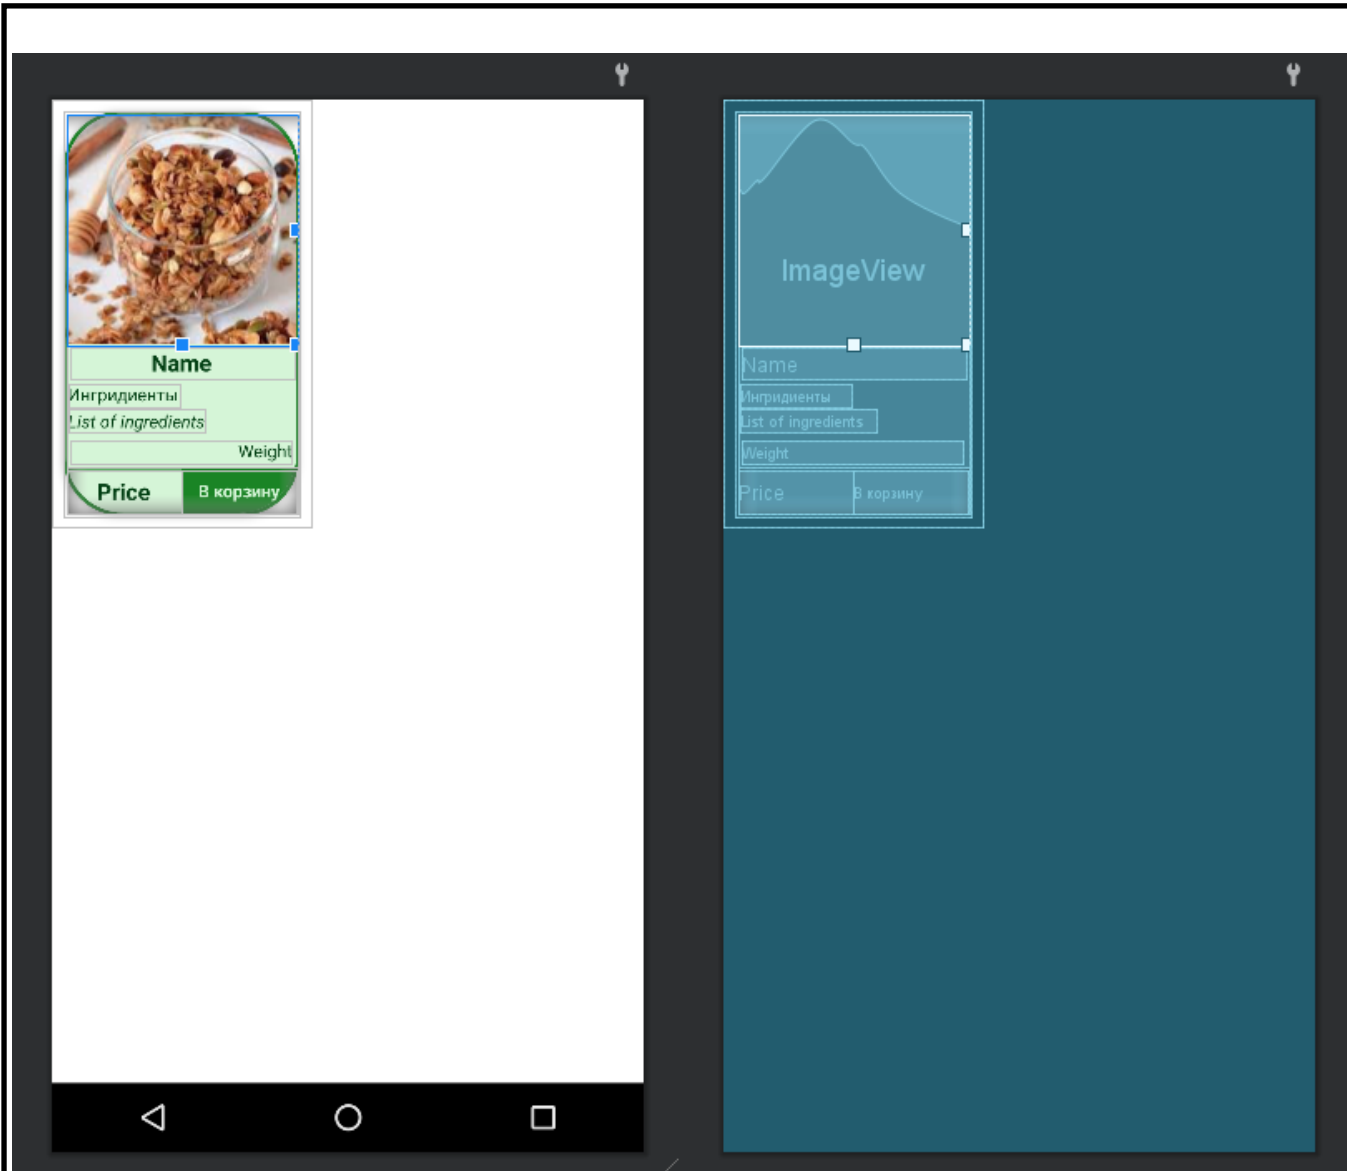 Name
Ингридиенты
List of ingredients
Weight
Price
В корзину
ImageView
Name
Ингридиенты
List of ingredients
Weight
Price
В корзину